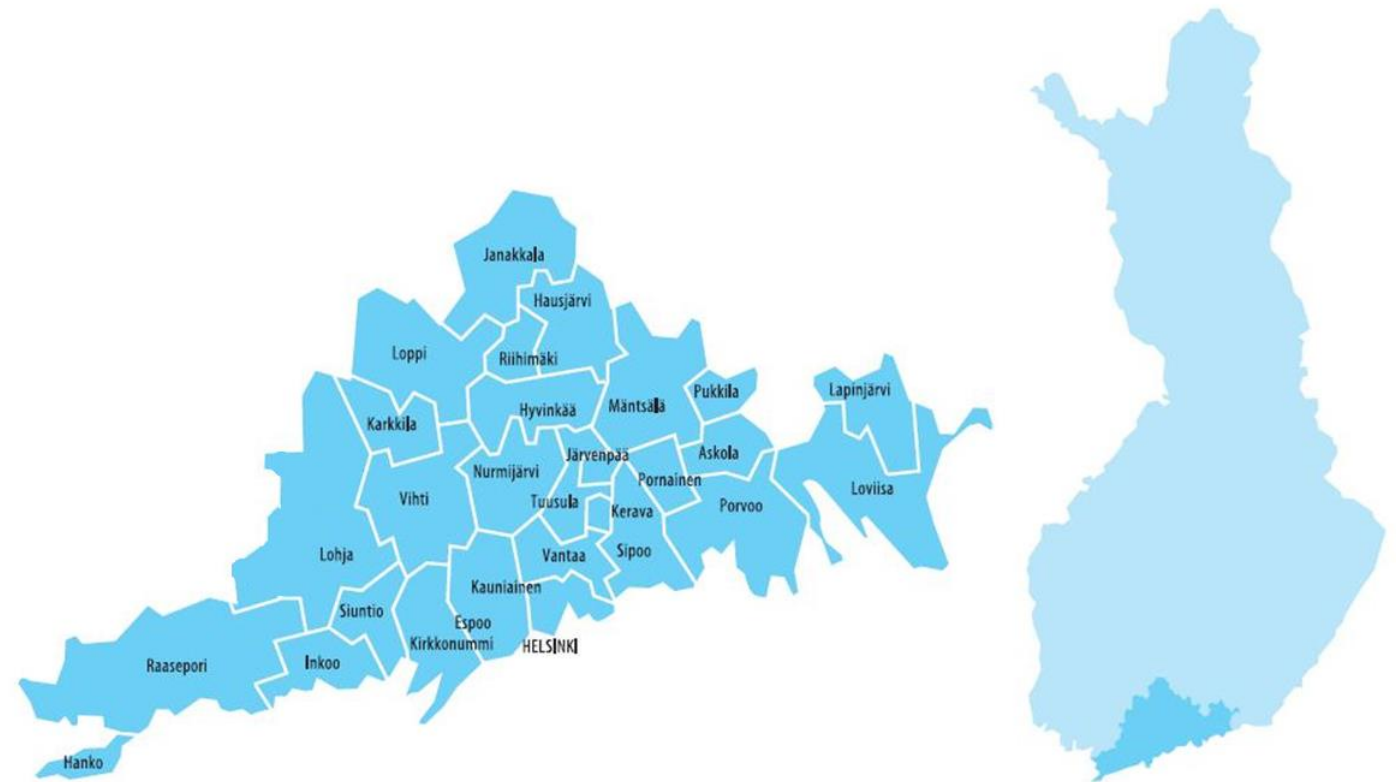 Janakkala
Hausjärvi
Loppi
Riihimäki
Karkkila
Hyvinkää
Mäntsälä
Pukkila
Lapinjärvi
Järvenpää
Askola
Nurmijärvi
Pornainen
Vihti
Tuusula
Kerava
Porvoo
Loviisa
Lohja
Vantaa
Sipoo
Kauniainen
Siuntio
Espoo
Kirkkonummi
HELSINKI
Inkoo
Raasepori
Hanko